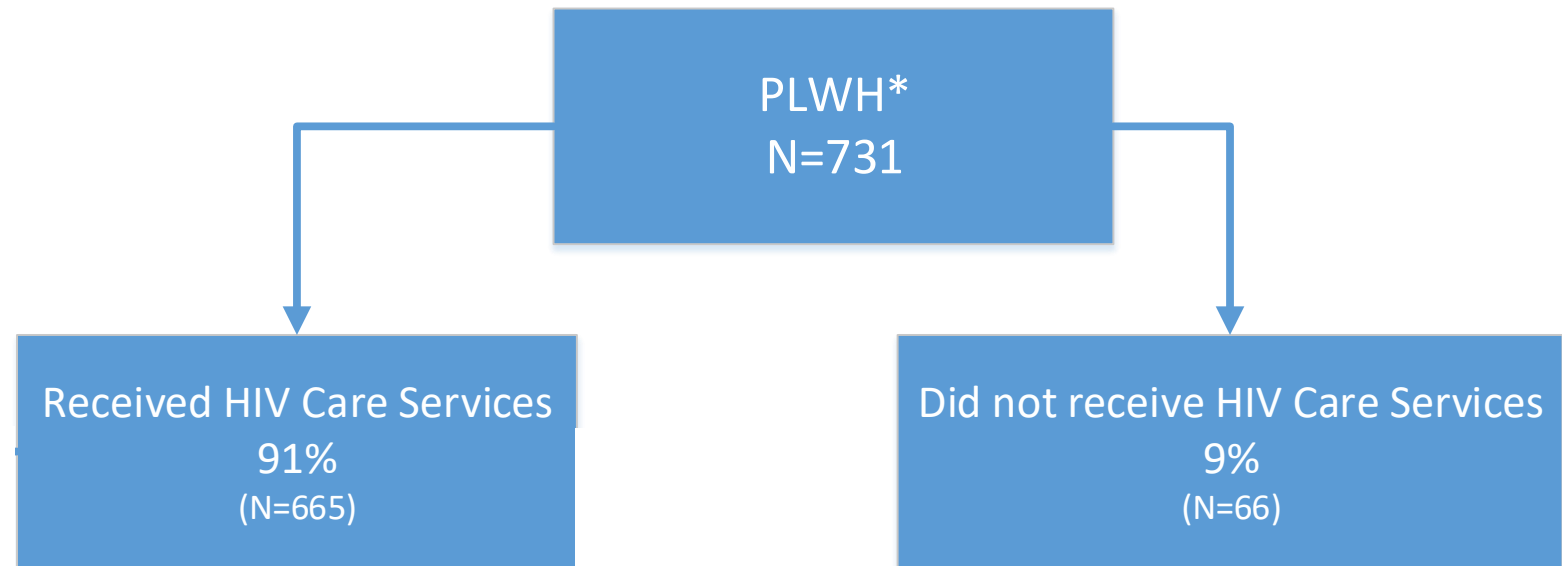 PLWH*
N=731
Received HIV Care Services
91%
(N=665)
Did not receive HIV Care Services
9%
(N=66)